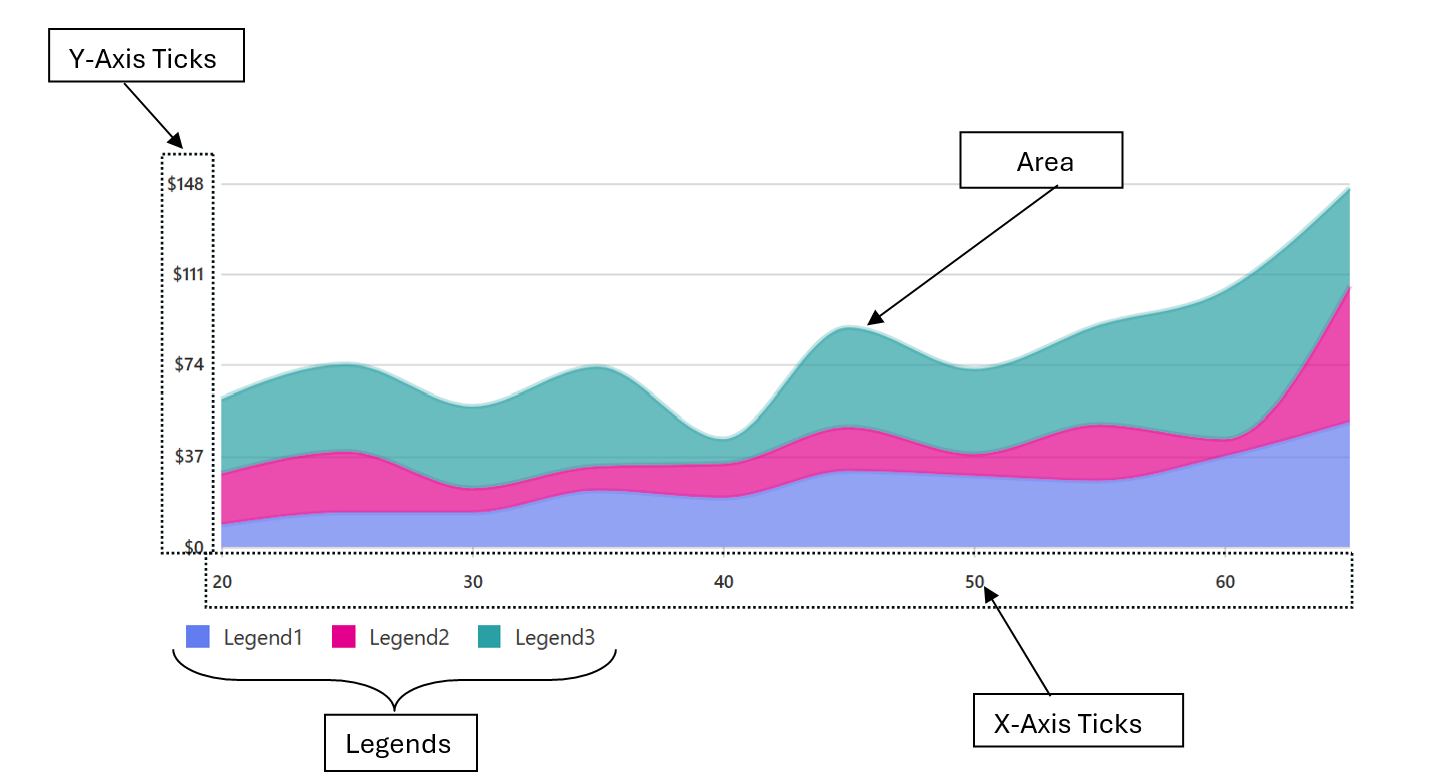 Y-Axis Ticks
Area
$148
$111
$74
$37
$0
20 30 40 50 60
Legend1 Legend2 Legend3
X-Axis Ticks
Legends